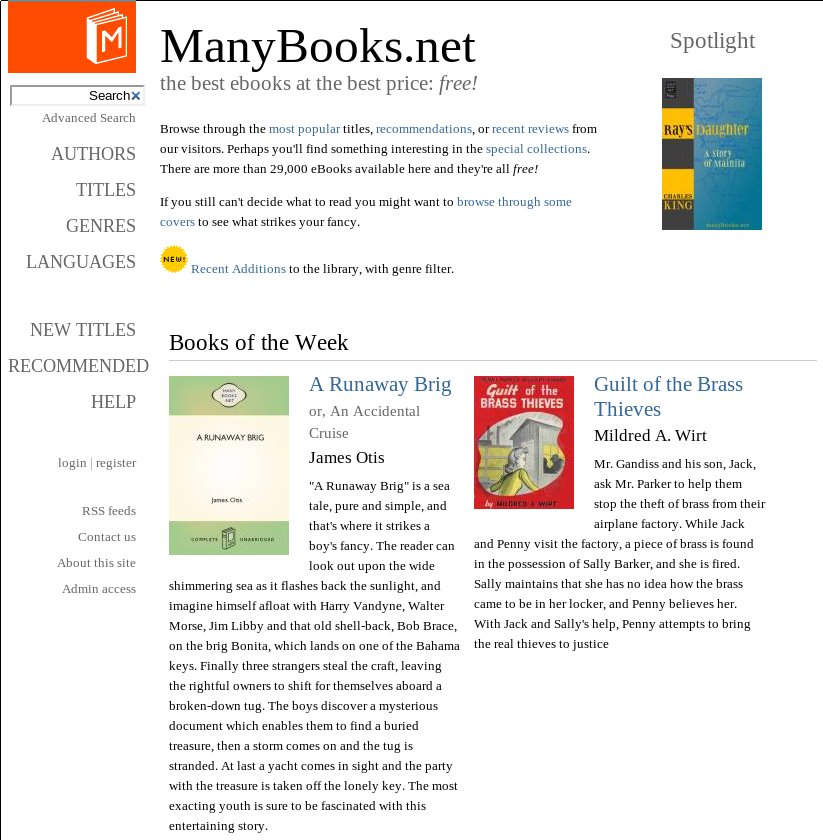 M
Search
Advanced Search
AUTHORS
TITLES
GENRES
LANGUAGES
NEW TITLES
RECOMMENDED
HELP
login | register
RSS feeds
Contact us
About this site
Admin access
ManyBooks.net
the best ebooks at the best price: free!
Browse through the most popular titles, recommendations, or recent reviews from
our visitors. Perhaps you'll find something interesting in the special collections.
There are more than 29,000 eBooks available here and they're all free!
If you still can't decide what to read you might want to browse through some
covers to see what strikes your fancy.
NEW! Recent Additions to the library, with genre filter.
Spotlight
Ray's Daughter
A Story
of Manila
CHARLES
KING
manybooks.net
Books of the Week
MANY
BOOKS
.NET
A RUNAWAY BRIG
James Otis
COMPLETE UNABRIDGED
A Runaway Brig
or, An Accidental
Cruise
James Otis
"A Runaway Brig" is a sea
tale, pure and simple, and
that's where it strikes a
boy's fancy. The reader can
look out upon the wide
shimmering sea as it flashes back the sunlight, and
imagine himself afloat with Harry Vandyne, Walter
Morse, Jim Libby and that old shell-back, Bob Brace,
on the brig Bonita, which lands on one of the Bahama
keys. Finally three strangers steal the craft, leaving
the rightful owners to shift for themselves aboard a
broken-down tug. The boys discover a mysterious
document which enables them to find a buried
treasure, then a storm comes on and the tug is
stranded. At last a yacht comes in sight and the party
with the treasure is taken off the lonely key. The most
exacting youth is sure to be fascinated with this
entertaining story.
Guilt of the
BRASS THIEVES
by MILDRED A. WIRT
Guilt of the Brass
Thieves
Mildred A. Wirt
Mr. Gandiss and his son, Jack,
ask Mr. Parker to help them
stop the theft of brass from their
airplane factory. While Jack
and Penny visit the factory, a piece of brass is found
in the possession of Sally Barker, and she is fired.
Sally maintains that she has no idea how the brass
came to be in her locker, and Penny believes her.
With Jack and Sally's help, Penny attempts to bring
the real thieves to justice